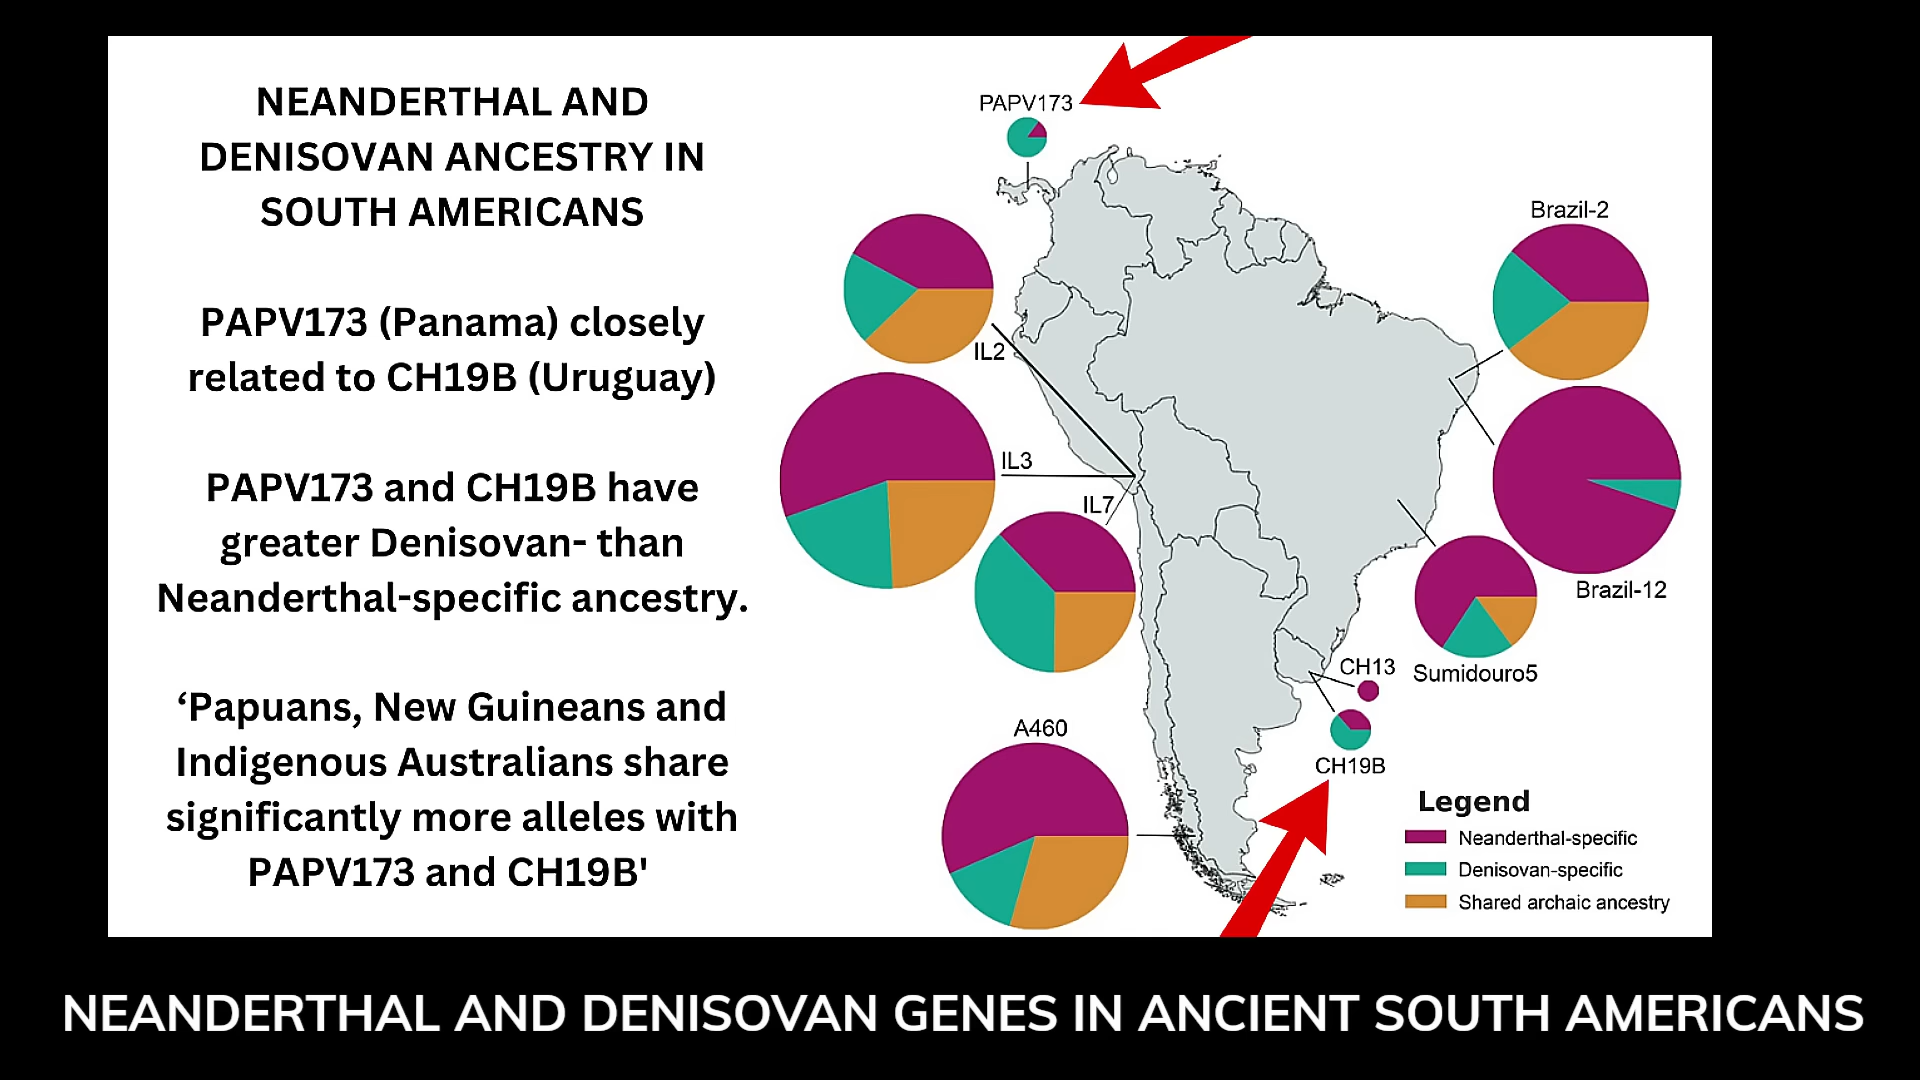 NEANDERTHAL AND
DENISOVAN ANCESTRY IN
SOUTH AMERICANS
PAPV173 (Panama) closely
related to CH19B (Uruguay)
PAPV173 and CH19B have
greater Denisovan- than
Neanderthal-specific ancestry.
‘Papuans, New Guineans and
Indigenous Australians share
significantly more alleles with
PAPV173 and CH19B'
PAPV173
Brazil-2
IL2
IL3
IL7
Brazil-12
CH13
Sumidouro5
A460
CH19B
Legend
Neanderthal-specific
Denisovan-specific
Shared archaic ancestry
NEANDERTHAL AND DENISOVAN GENES IN ANCIENT SOUTH AMERICANS